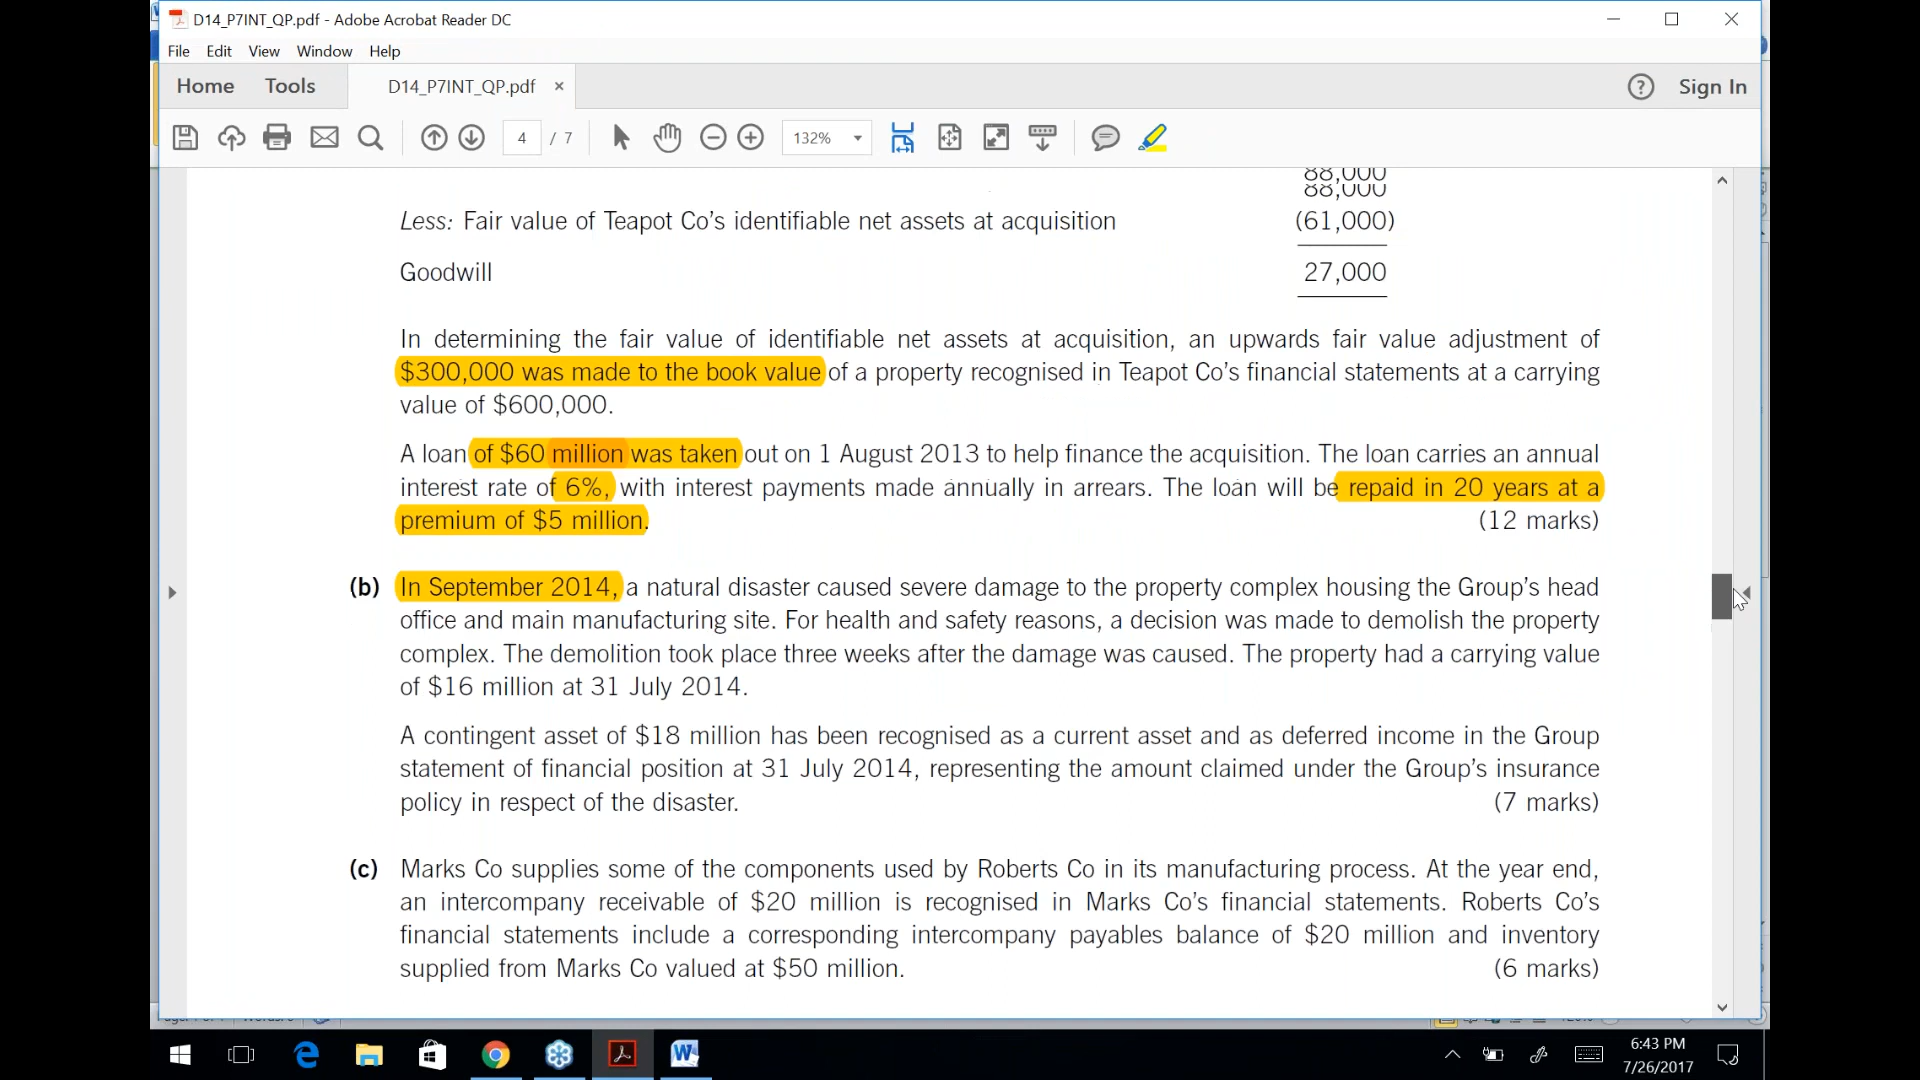 D14_P7INT_QP.pdf - Adobe Acrobat Reader DC
File Edit View Window Help
Home Tools D14_P7INT_QP.pdf × Sign In
4 / 7 132%
88,000
88,000
Less: Fair value of Teapot Co’s identifiable net assets at acquisition (61,000)
Goodwill 27,000
In determining the fair value of identifiable net assets at acquisition, an upwards fair value adjustment of
$300,000 was made to the book value of a property recognised in Teapot Co’s financial statements at a carrying
value of $600,000.
A loan of $60 million was taken out on 1 August 2013 to help finance the acquisition. The loan carries an annual
interest rate of 6%, with interest payments made annually in arrears. The loan will be repaid in 20 years at a
premium of $5 million. (12 marks)
(b) In September 2014, a natural disaster caused severe damage to the property complex housing the Group’s head
office and main manufacturing site. For health and safety reasons, a decision was made to demolish the property
complex. The demolition took place three weeks after the damage was caused. The property had a carrying value
of $16 million at 31 July 2014.
A contingent asset of $18 million has been recognised as a current asset and as deferred income in the Group
statement of financial position at 31 July 2014, representing the amount claimed under the Group’s insurance
policy in respect of the disaster. (7 marks)
(c) Marks Co supplies some of the components used by Roberts Co in its manufacturing process. At the year end,
an intercompany receivable of $20 million is recognised in Marks Co’s financial statements. Roberts Co’s
financial statements include a corresponding intercompany payables balance of $20 million and inventory
supplied from Marks Co valued at $50 million. (6 marks)
6:43 PM
7/26/2017